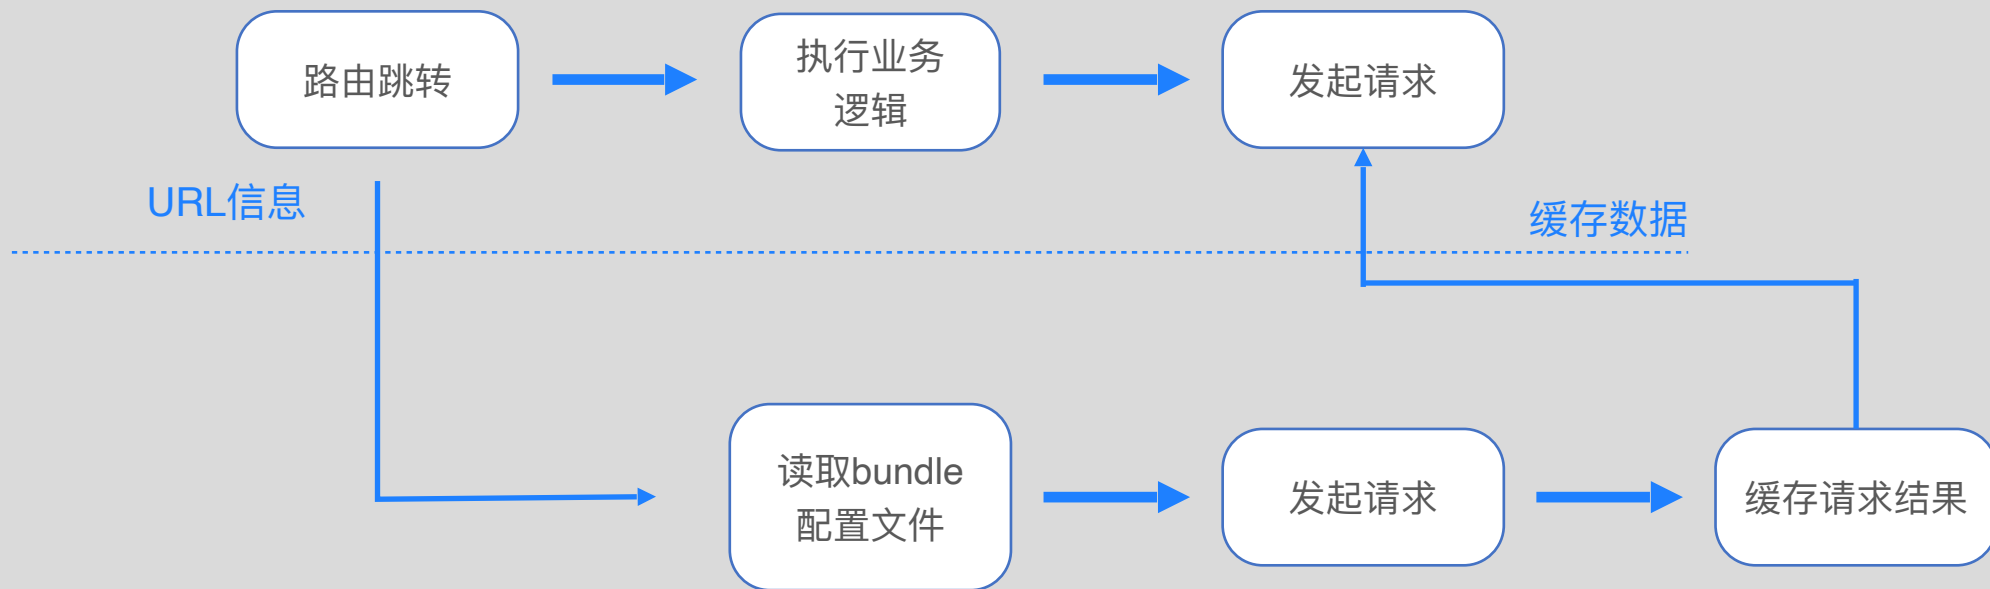 路由跳转
执行业务
逻辑
发起请求
URL信息
缓存数据
读取bundle
配置文件
发起请求
缓存请求结果